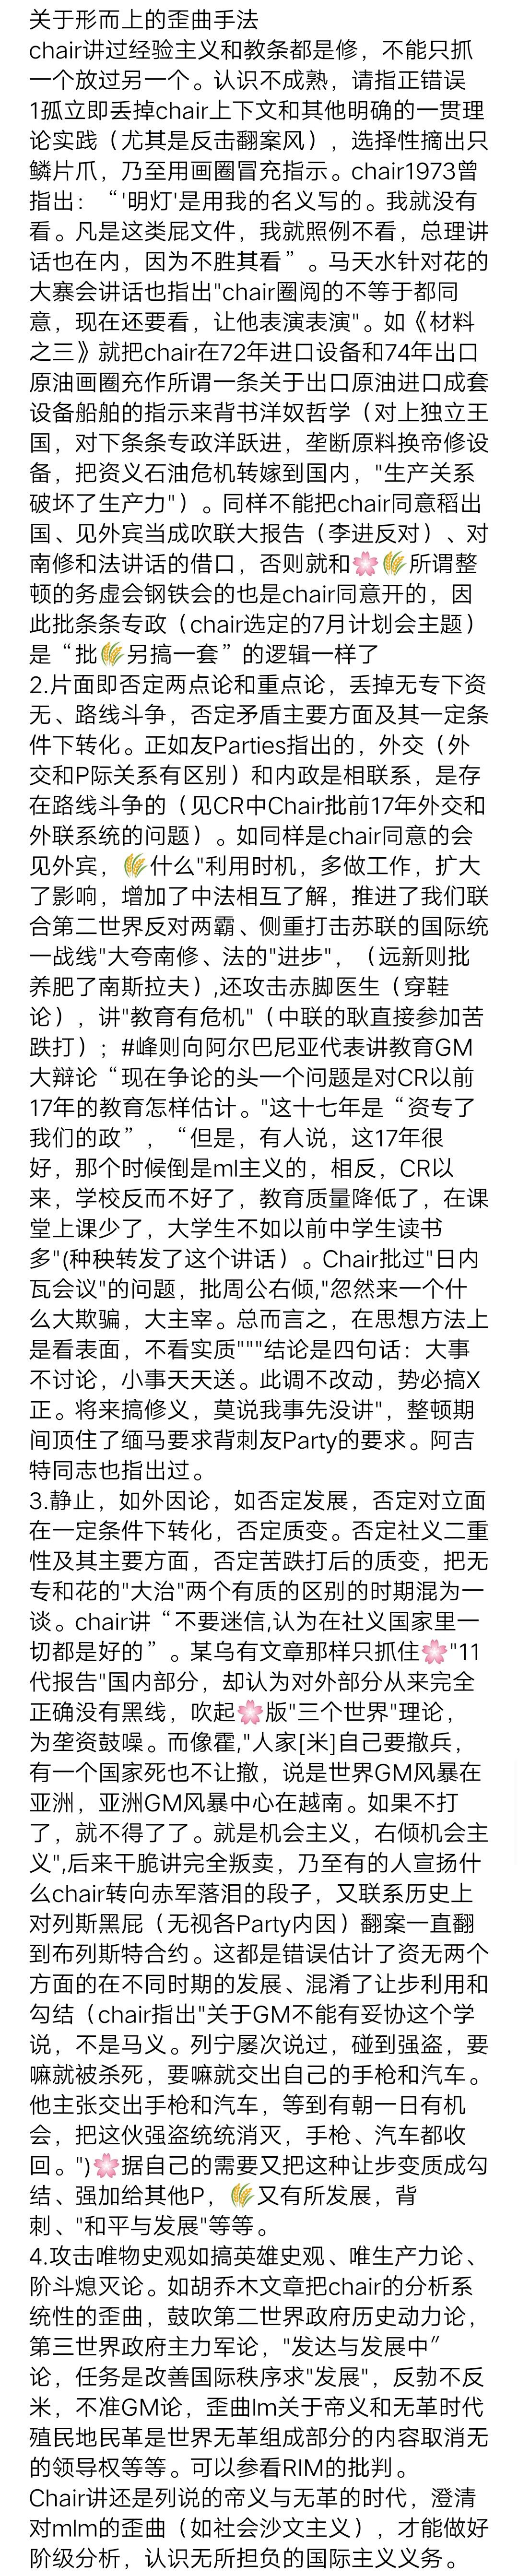 关于形而上的歪曲手法
chair讲过经验主义和教条都是修，不能只抓
一个放过另一个。认识不成熟，请指正错误
1孤立即丢掉chair上下文和其他明确的一贯理
论实践（尤其是反击翻案风），选择性摘出只
鳞片爪，乃至用画圈冒充指示。chair1973曾
指出：“'明灯'是用我的名义写的。我就没有
看。凡是这类屁文件，我就照例不看，总理讲
话也在内，因为不胜其看”。马天水针对花的
大寨会讲话也指出"chair圈阅的不等于都同
意，现在还要看，让他表演表演"。如《材料
之三》就把chair在72年进口设备和74年出口
原油画圈充作所谓一条关于出口原油进口成套
设备船舶的指示来背书洋奴哲学（对上独立王
国，对下条条专政洋跃进，垄断原料换帝修设
备，把资义石油危机转嫁到国内，"生产关系
破坏了生产力"）。同样不能把chair同意稻出
国、见外宾当成吹联大报告（李进反对）、对
南修和法讲话的借口，否则就和🌸🌾所谓整
顿的务虚会钢铁会的也是chair同意开的，因
此批条条专政（chair选定的7月计划会主题）
是“批🌾另搞一套”的逻辑一样了
2.片面即否定两点论和重点论，丢掉无专下资
无、路线斗争，否定矛盾主要方面及其一定条
件下转化。正如友Parties指出的，外交（外
交和P际关系有区别）和内政是相联系，是存
在路线斗争的（见CR中Chair批前17年外交和
外联系统的问题）。如同样是chair同意的会
见外宾，🌾什么"利用时机，多做工作，扩大
了影响，增加了中法相互了解，推进了我们联
合第二世界反对两霸、侧重打击苏联的国际统
一战线"大夸南修、法的"进步"，（远新则批
养肥了南斯拉夫）,还攻击赤脚医生（穿鞋
论），讲"教育有危机"（中联的耿直接参加苦
跌打）；#峰则向阿尔巴尼亚代表讲教育GM
大辩论“现在争论的头一个问题是对CR以前
17年的教育怎样估计。"这十七年是“资专了
我们的政”，“但是，有人说，这17年很
好，那个时候倒是ml主义的，相反，CR以
来，学校反而不好了，教育质量降低了，在课
堂上课少了，大学生不如以前中学生读书
多"(种秧转发了这个讲话）。Chair批过"日内
瓦会议"的问题，批周公右倾,"忽然来一个什
么大欺骗，大主宰。总而言之，在思想方法上
是看表面，不看实质"""结论是四句话：大事
不讨论，小事天天送。此调不改动，势必搞X
正。将来搞修义，莫说我事先没讲"，整顿期
间顶住了缅马要求背刺友Party的要求。阿吉
特同志也指出过。
3.静止，如外因论，如否定发展，否定对立面
在一定条件下转化，否定质变。否定社义二重
性及其主要方面，否定苦跌打后的质变，把无
专和花的"大治"两个有质的区别的时期混为一
谈。chair讲“不要迷信,认为在社义国家里一
切都是好的”。某乌有文章那样只抓住🌸"11
代报告"国内部分，却认为对外部分从来完全
正确没有黑线，吹起🌸版"三个世界"理论，
为垄资鼓噪。而像霍,"人家[米]自己要撤兵，
有一个国家死也不让撤，说是世界GM风暴在
亚洲，亚洲GM风暴中心在越南。如果不打
了，就不得了了。就是机会主义，右倾机会主
义",后来干脆讲完全叛卖，乃至有的人宣扬什
么chair转向赤军落泪的段子，又联系历史上
对列斯黑屁（无视各Party内因）翻案一直翻
到布列斯特合约。这都是错误估计了资无两个
方面的在不同时期的发展、混淆了让步利用和
勾结（chair指出"关于GM不能有妥协这个学
说，不是马义。列宁屡次说过，碰到强盗，要
嘛就被杀死，要嘛就交出自己的手枪和汽车。
他主张交出手枪和汽车，等到有朝一日有机
会，把这伙强盗统统消灭，手枪、汽车都收
回。")🌸据自己的需要又把这种让步变质成勾
结、强加给其他P，🌾又有所发展，背
刺、"和平与发展"等等。
4.攻击唯物史观如搞英雄史观、唯生产力论、
阶斗熄灭论。如胡乔木文章把chair的分析系
统性的歪曲，鼓吹第二世界政府历史动力论，
第三世界政府主力军论，"发达与发展中″
论，任务是改善国际秩序求"发展"，反勃不反
米，不准GM论，歪曲lm关于帝义和无革时代
殖民地民革是世界无革组成部分的内容取消无
的领导权等等。可以参看RIM的批判。
Chair讲还是列说的帝义与无革的时代，澄清
对mlm的歪曲（如社会沙文主义），才能做好
阶级分析，认识无所担负的国际主义义务。